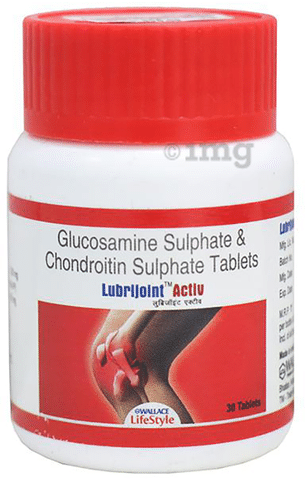 1mg
Glucosamine Sulphate &
Chondroitin Sulphate Tablets
Lubrijoint™ Activ
लुब्रिजॉइंट एक्टीव
30 Tablets
WALLACE
LifeStyle